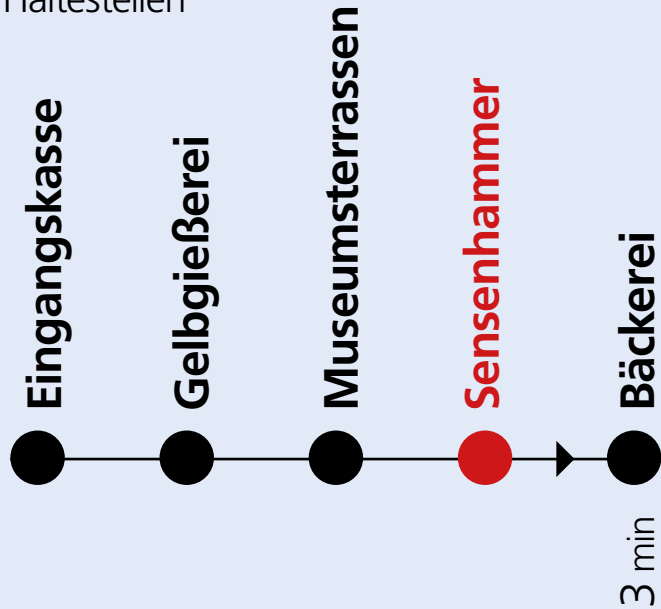 Haltestellen
Eingangskasse
Gelbgießerei
Museumsterrassen
Sensenhammer
Bäckerei
3 min